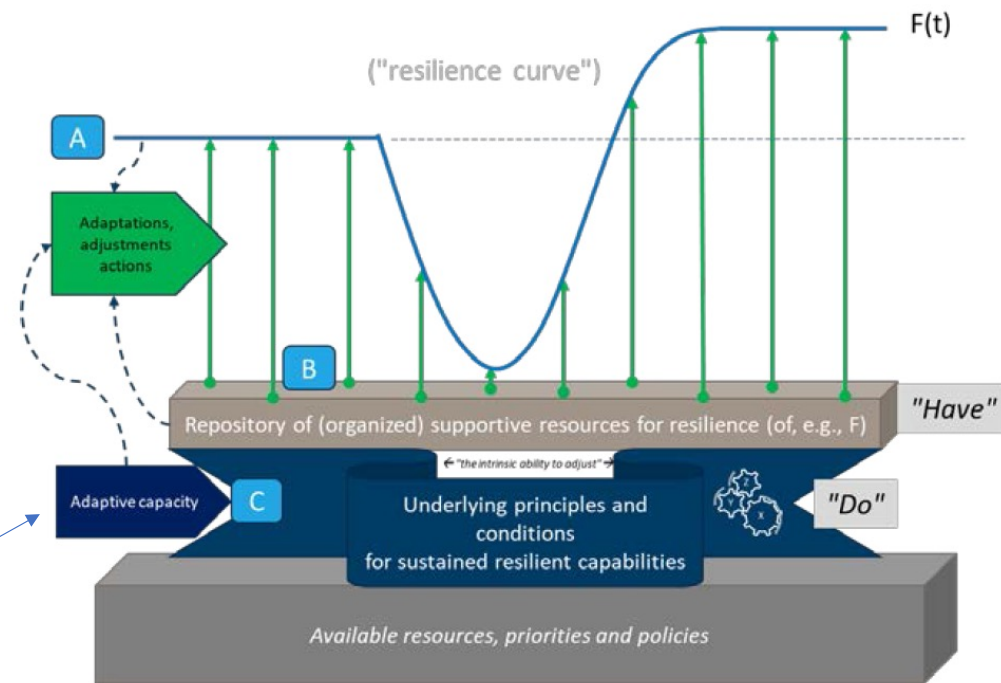 F(t)
("resilience curve")
A
Adaptations,
adjustments
actions
B
"Have"
Repository of (organized) supportive resources for resilience (of, e.g., F)
← "the intrinsic ability to adjust" →
Adaptive capacity
C
Underlying principles and
conditions
for sustained resilient capabilities
Z
Y
X
"Do"
Available resources, priorities and policies